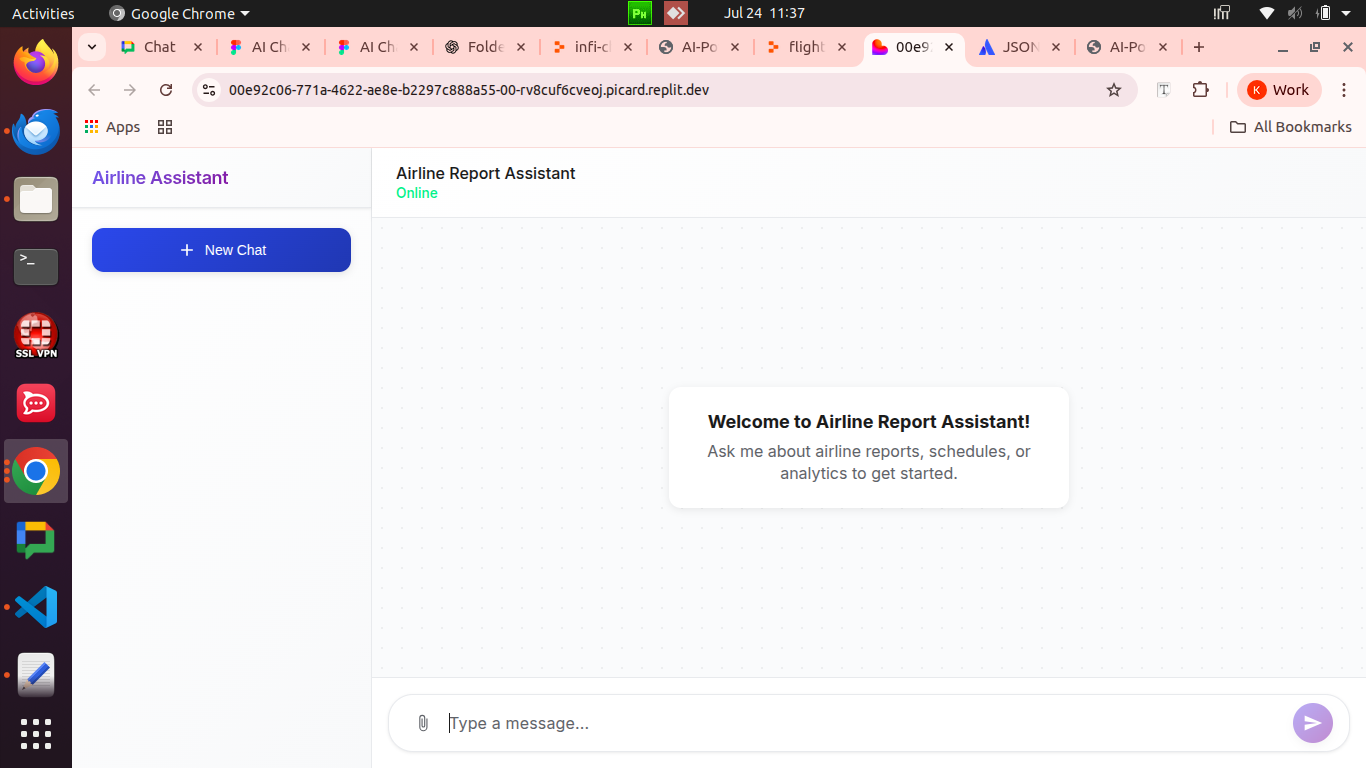 Activities
Google Chrome
Jul 24 11:37
Chat
AI Ch
AI Ch
Folde
infi-cl
AI-Po
flight
00e92
JSON
AI-Po
00e92c06-771a-4622-ae8e-b2297c888a55-00-rv8cuf6cveoj.picard.replit.dev
K Work
Apps
All Bookmarks
SSL VPN
Airline Assistant
New Chat
Airline Report Assistant
Online
Welcome to Airline Report Assistant!
Ask me about airline reports, schedules, or
analytics to get started.
Type a message...